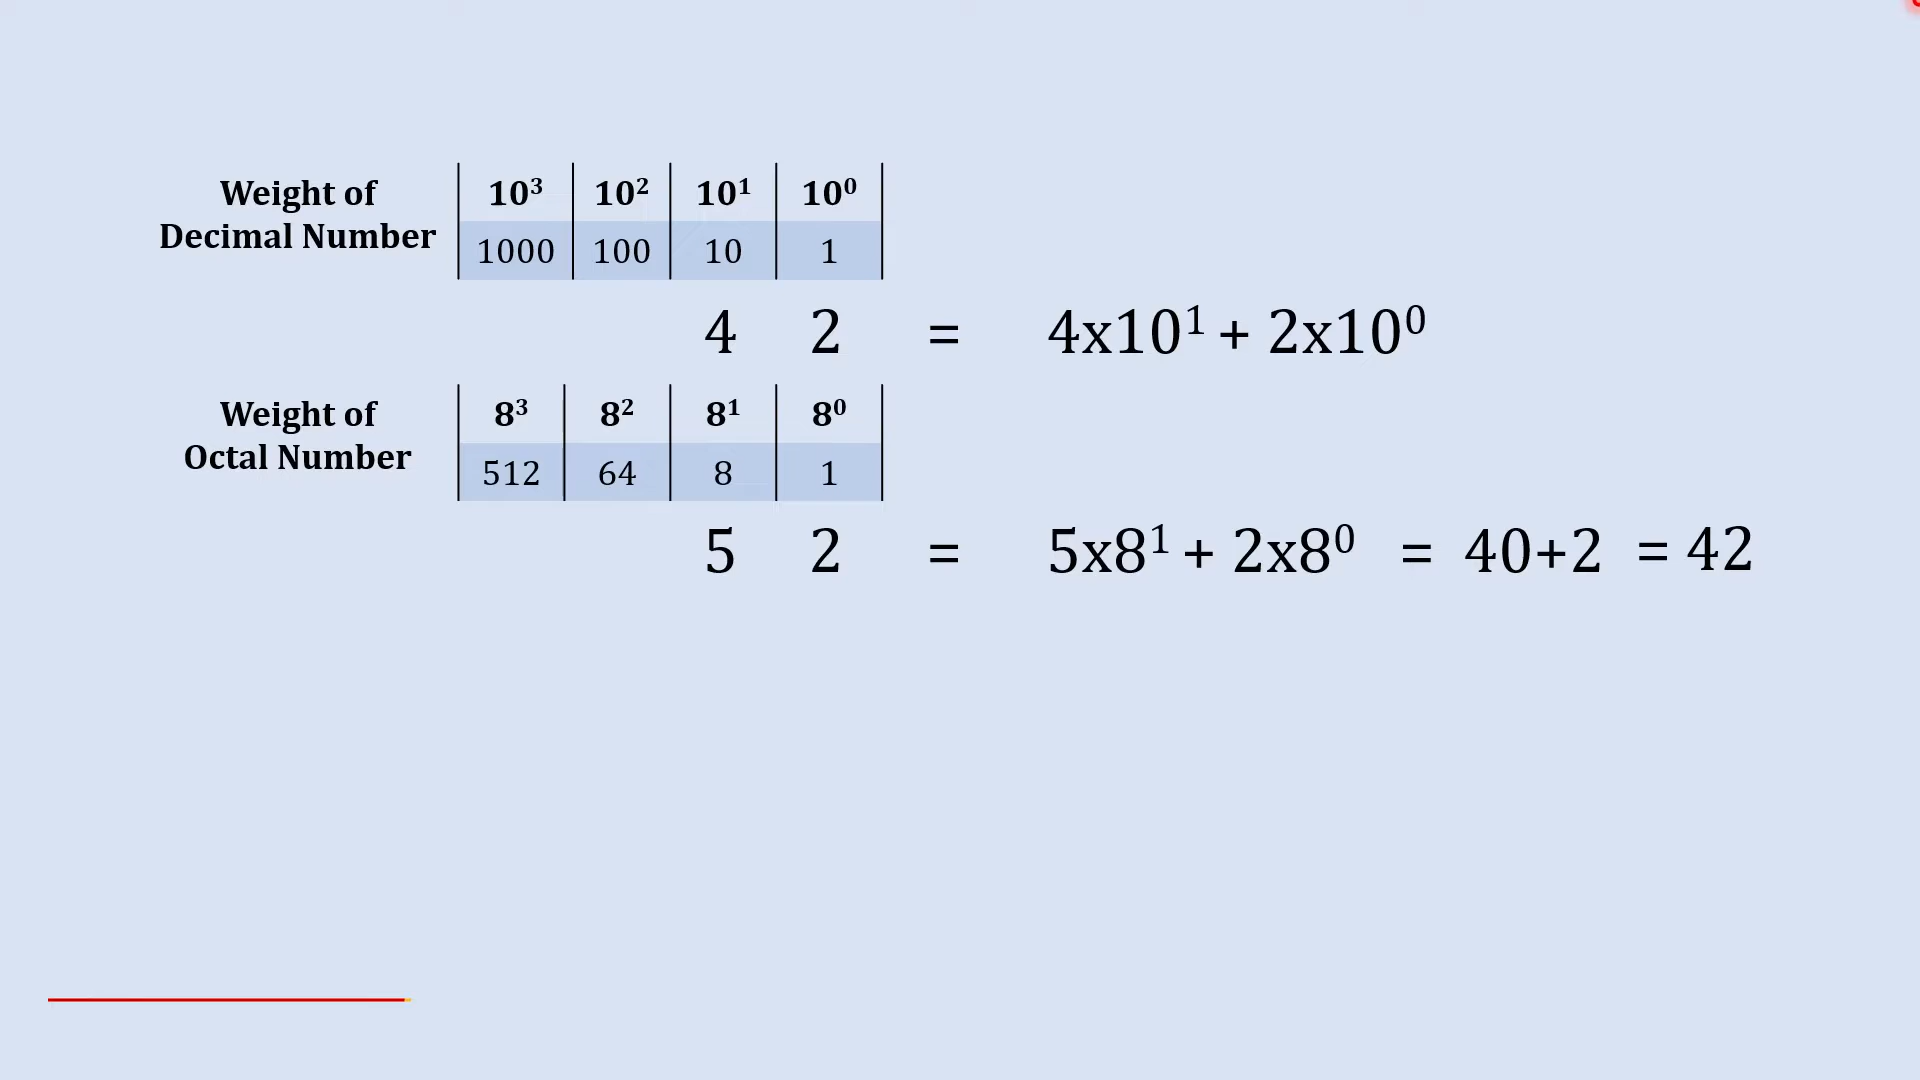 Weight of
Decimal Number
10³ 10² 10¹ 10⁰
1000 100 10 1
4 2 = 4x10¹ + 2x10⁰
Weight of
Octal Number
8³ 8² 8¹ 8⁰
512 64 8 1
5 2 = 5x8¹ + 2x8⁰ = 40+2 = 42